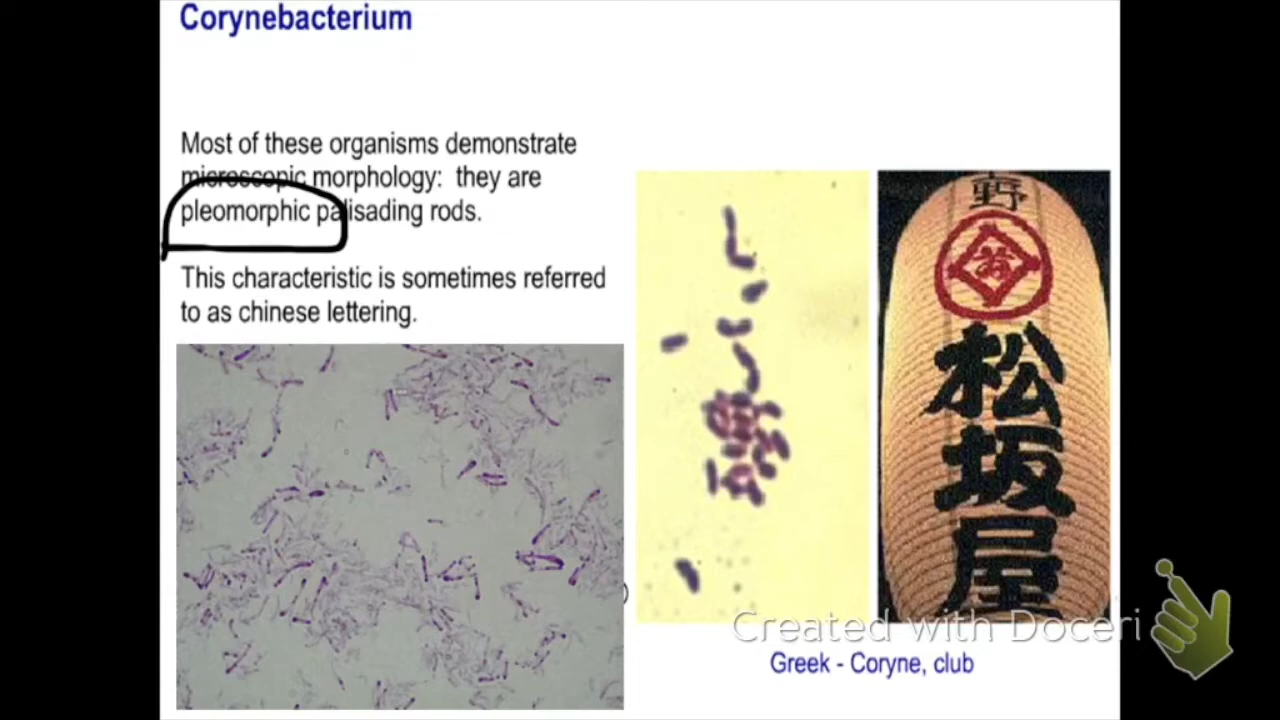 Corynebacterium
Most of these organisms demonstrate
microscopic morphology: they are
pleomorphic palisading rods.
This characteristic is sometimes referred
to as chinese lettering.
野
松
坂
屋
Created with Doceri
Greek - Coryne, club